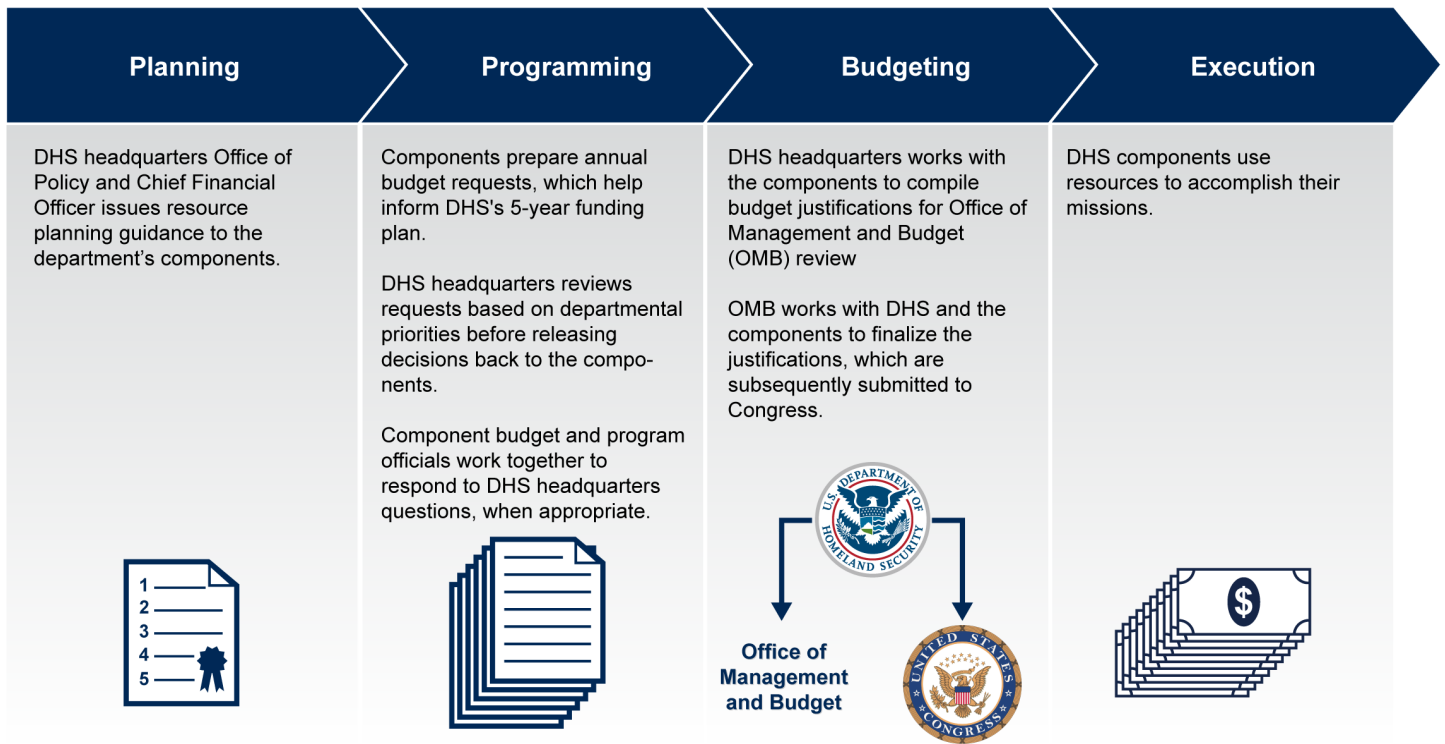 Planning
Programming
Budgeting
Execution
DHS headquarters Office of
Policy and Chief Financial
Officer issues resource
planning guidance to the
department’s components.
1
2
3
4
5
Components prepare annual
budget requests, which help
inform DHS's 5-year funding
plan.
DHS headquarters reviews
requests based on departmental
priorities before releasing
decisions back to the compo-
nents.
Component budget and program
officials work together to
respond to DHS headquarters
questions, when appropriate.
DHS headquarters works with
the components to compile
budget justifications for Office of
Management and Budget
(OMB) review
OMB works with DHS and the
components to finalize the
justifications, which are
subsequently submitted to
Congress.
U.S. DEPARTMENT OF
HOMELAND SECURITY
Office of
Management
and Budget
UNITED STATES
CONGRESS
DHS components use
resources to accomplish their
missions.
$